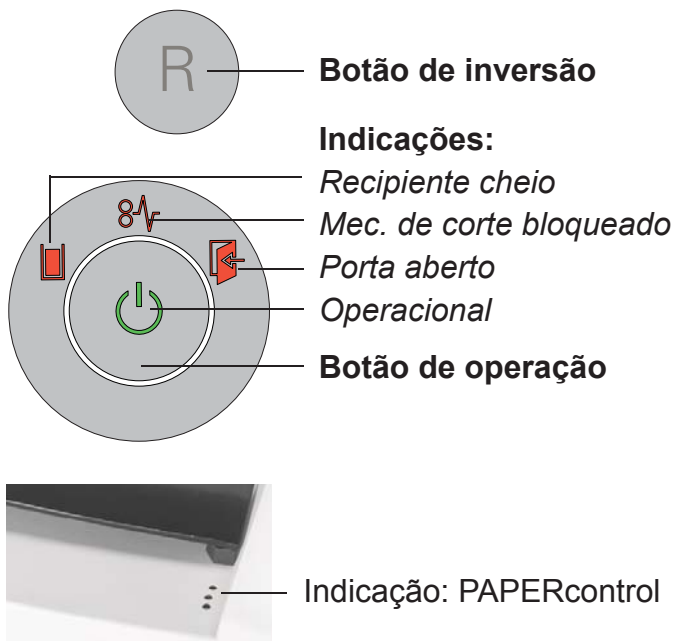 R
Botão de inversão
Indicações:
Recipiente cheio
Mec. de corte bloqueado
Porta aberto
Operacional
Botão de operação
Indicação: PAPERcontrol